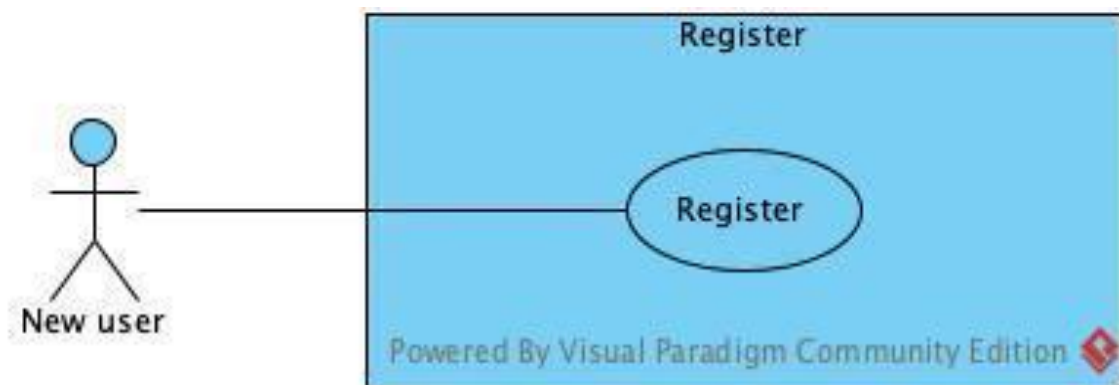 Register
Register
New user
Powered By Visual Paradigm Community Edition